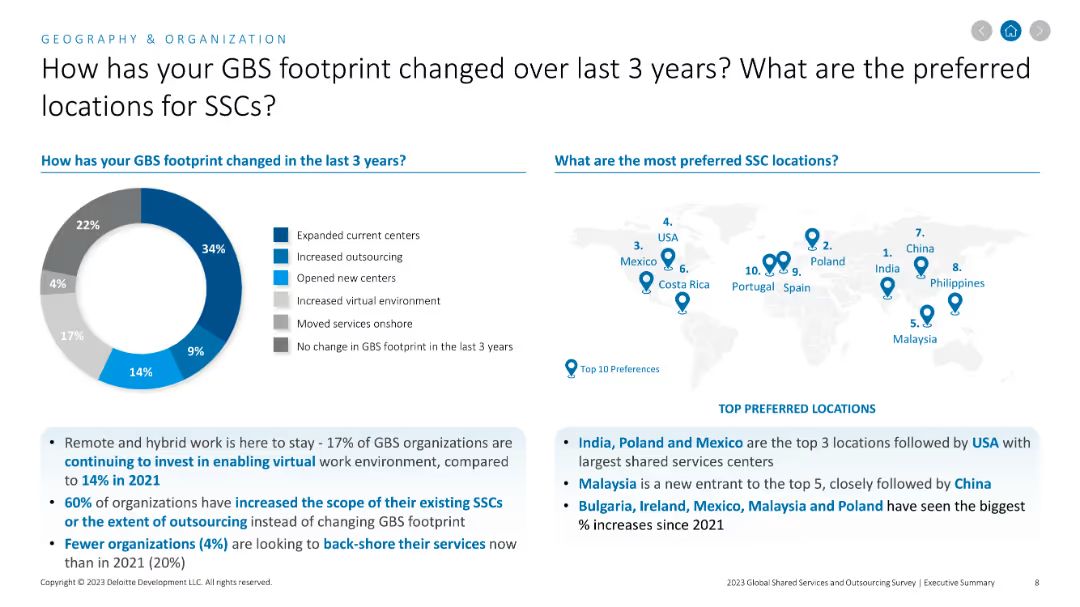 GEOGRAPHY & ORGANIZATION
How has your GBS footprint changed over last 3 years? What are the preferred
locations for SSCs?
How has your GBS footprint changed in the last 3 years?
22%
34%
4%
17%
9%
14%
Expanded current centers
Increased outsourcing
Opened new centers
Increased virtual environment
Moved services onshore
No change in GBS footprint in the last 3 years
• Remote and hybrid work is here to stay - 17% of GBS organizations are
continuing to invest in enabling virtual work environment, compared
to 14% in 2021
• 60% of organizations have increased the scope of their existing SSCs
or the extent of outsourcing instead of changing GBS footprint
• Fewer organizations (4%) are looking to back-shore their services now
than in 2021 (20%)
What are the most preferred SSC locations?
4.
USA
3.
Mexico
6.
Costa Rica
2.
Poland
10.
Portugal
9.
Spain
1.
India
7.
China
8.
Philippines
5.
Malaysia
Top 10 Preferences
TOP PREFERRED LOCATIONS
• India, Poland and Mexico are the top 3 locations followed by USA with
largest shared services centers
• Malaysia is a new entrant to the top 5, closely followed by China
• Bulgaria, Ireland, Mexico, Malaysia and Poland have seen the biggest
% increases since 2021
Copyright © 2023 Deloitte Development LLC. All rights reserved.
2023 Global Shared Services and Outsourcing Survey | Executive Summary
8